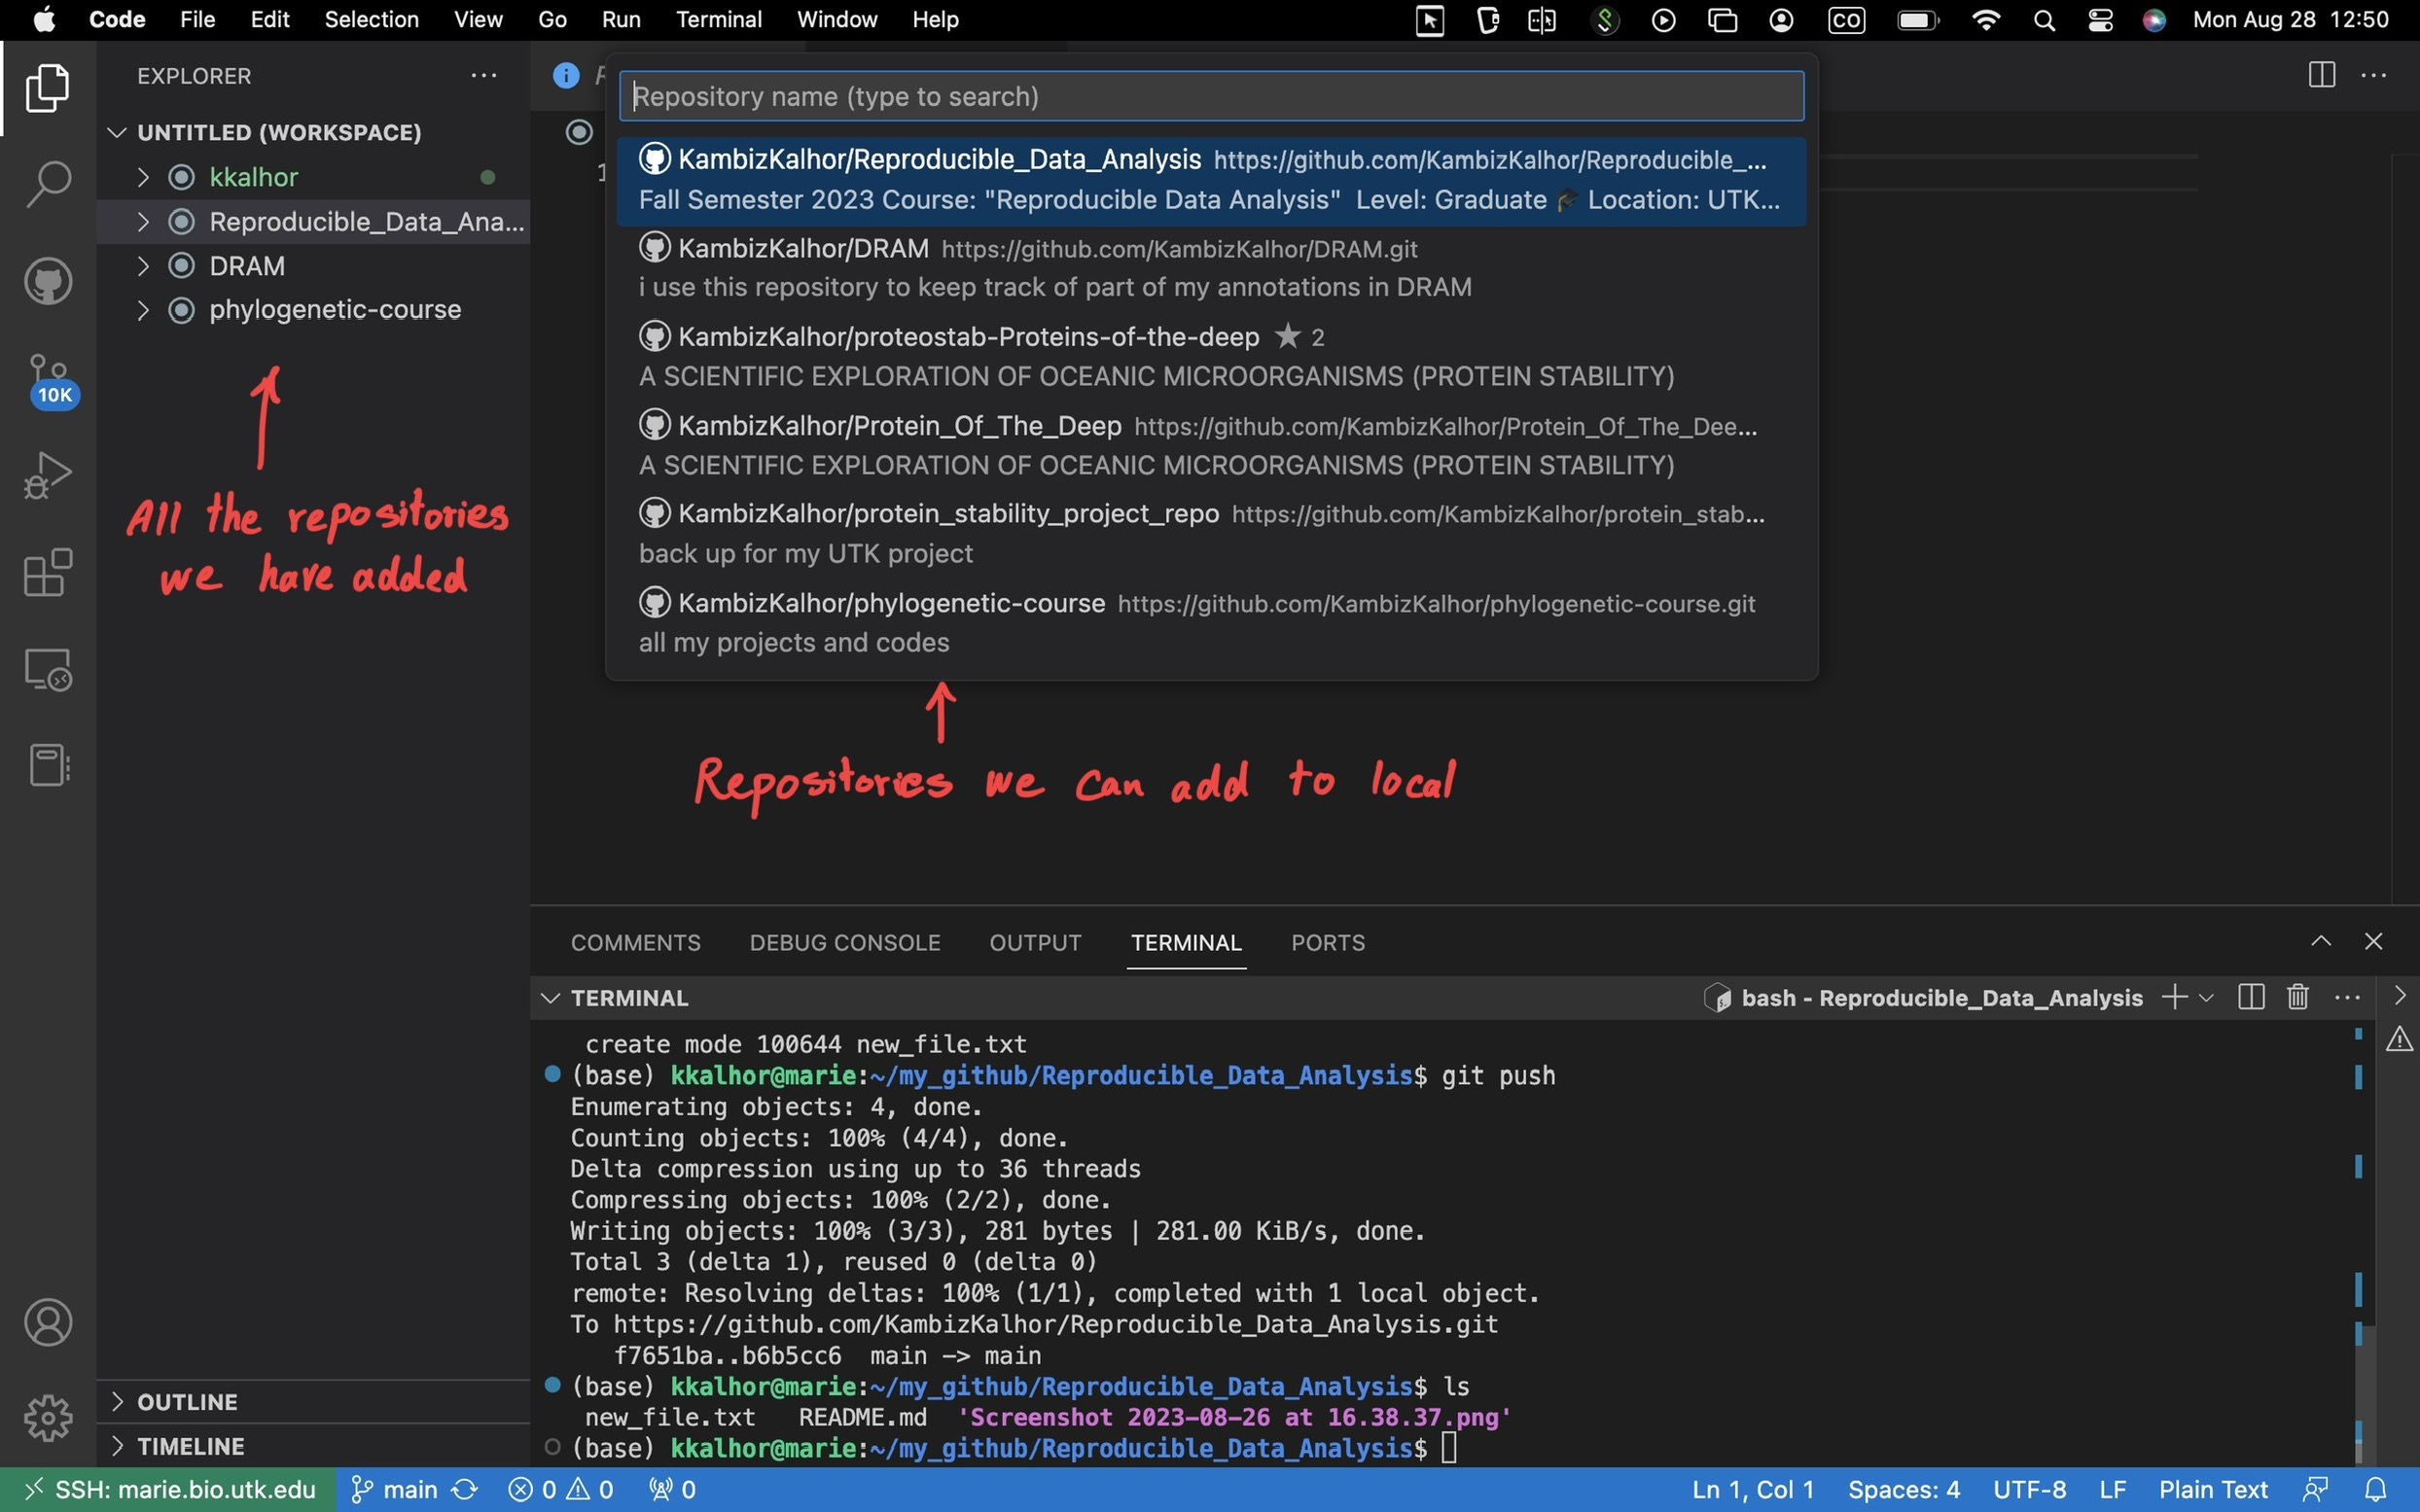 Code File Edit Selection View Go Run Terminal Window Help CO Mon Aug 28 12:50
EXPLORER
UNTITLED (WORKSPACE)
kkalhor
Reproducible_Data_Ana...
DRAM
phylogenetic-course
10K
All the repositories
we have added
Repository name (type to search)
1
KambizKalhor/Reproducible_Data_Analysis https://github.com/KambizKalhor/Reproducible_...
Fall Semester 2023 Course: "Reproducible Data Analysis" Level: Graduate 🎓 Location: UTK...
KambizKalhor/DRAM https://github.com/KambizKalhor/DRAM.git
i use this repository to keep track of part of my annotations in DRAM
KambizKalhor/proteostab-Proteins-of-the-deep ★ 2
A SCIENTIFIC EXPLORATION OF OCEANIC MICROORGANISMS (PROTEIN STABILITY)
KambizKalhor/Protein_Of_The_Deep https://github.com/KambizKalhor/Protein_Of_The_Dee...
A SCIENTIFIC EXPLORATION OF OCEANIC MICROORGANISMS (PROTEIN STABILITY)
KambizKalhor/protein_stability_project_repo https://github.com/KambizKalhor/protein_stab...
back up for my UTK project
KambizKalhor/phylogenetic-course https://github.com/KambizKalhor/phylogenetic-course.git
all my projects and codes
Repositories we can add to local
COMMENTS DEBUG CONSOLE OUTPUT TERMINAL PORTS
TERMINAL bash - Reproducible_Data_Analysis
create mode 100644 new_file.txt
(base) kkalhor@marie:~/my_github/Reproducible_Data_Analysis$ git push
Enumerating objects: 4, done.
Counting objects: 100% (4/4), done.
Delta compression using up to 36 threads
Compressing objects: 100% (2/2), done.
Writing objects: 100% (3/3), 281 bytes | 281.00 KiB/s, done.
Total 3 (delta 1), reused 0 (delta 0)
remote: Resolving deltas: 100% (1/1), completed with 1 local object.
To https://github.com/KambizKalhor/Reproducible_Data_Analysis.git
f7651ba..b6b5cc6 main -> main
(base) kkalhor@marie:~/my_github/Reproducible_Data_Analysis$ ls
new_file.txt README.md 'Screenshot 2023-08-26 at 16.38.37.png'
(base) kkalhor@marie:~/my_github/Reproducible_Data_Analysis$
OUTLINE
TIMELINE
SSH: marie.bio.utk.edu main 0 0 0 Ln 1, Col 1 Spaces: 4 UTF-8 LF Plain Text